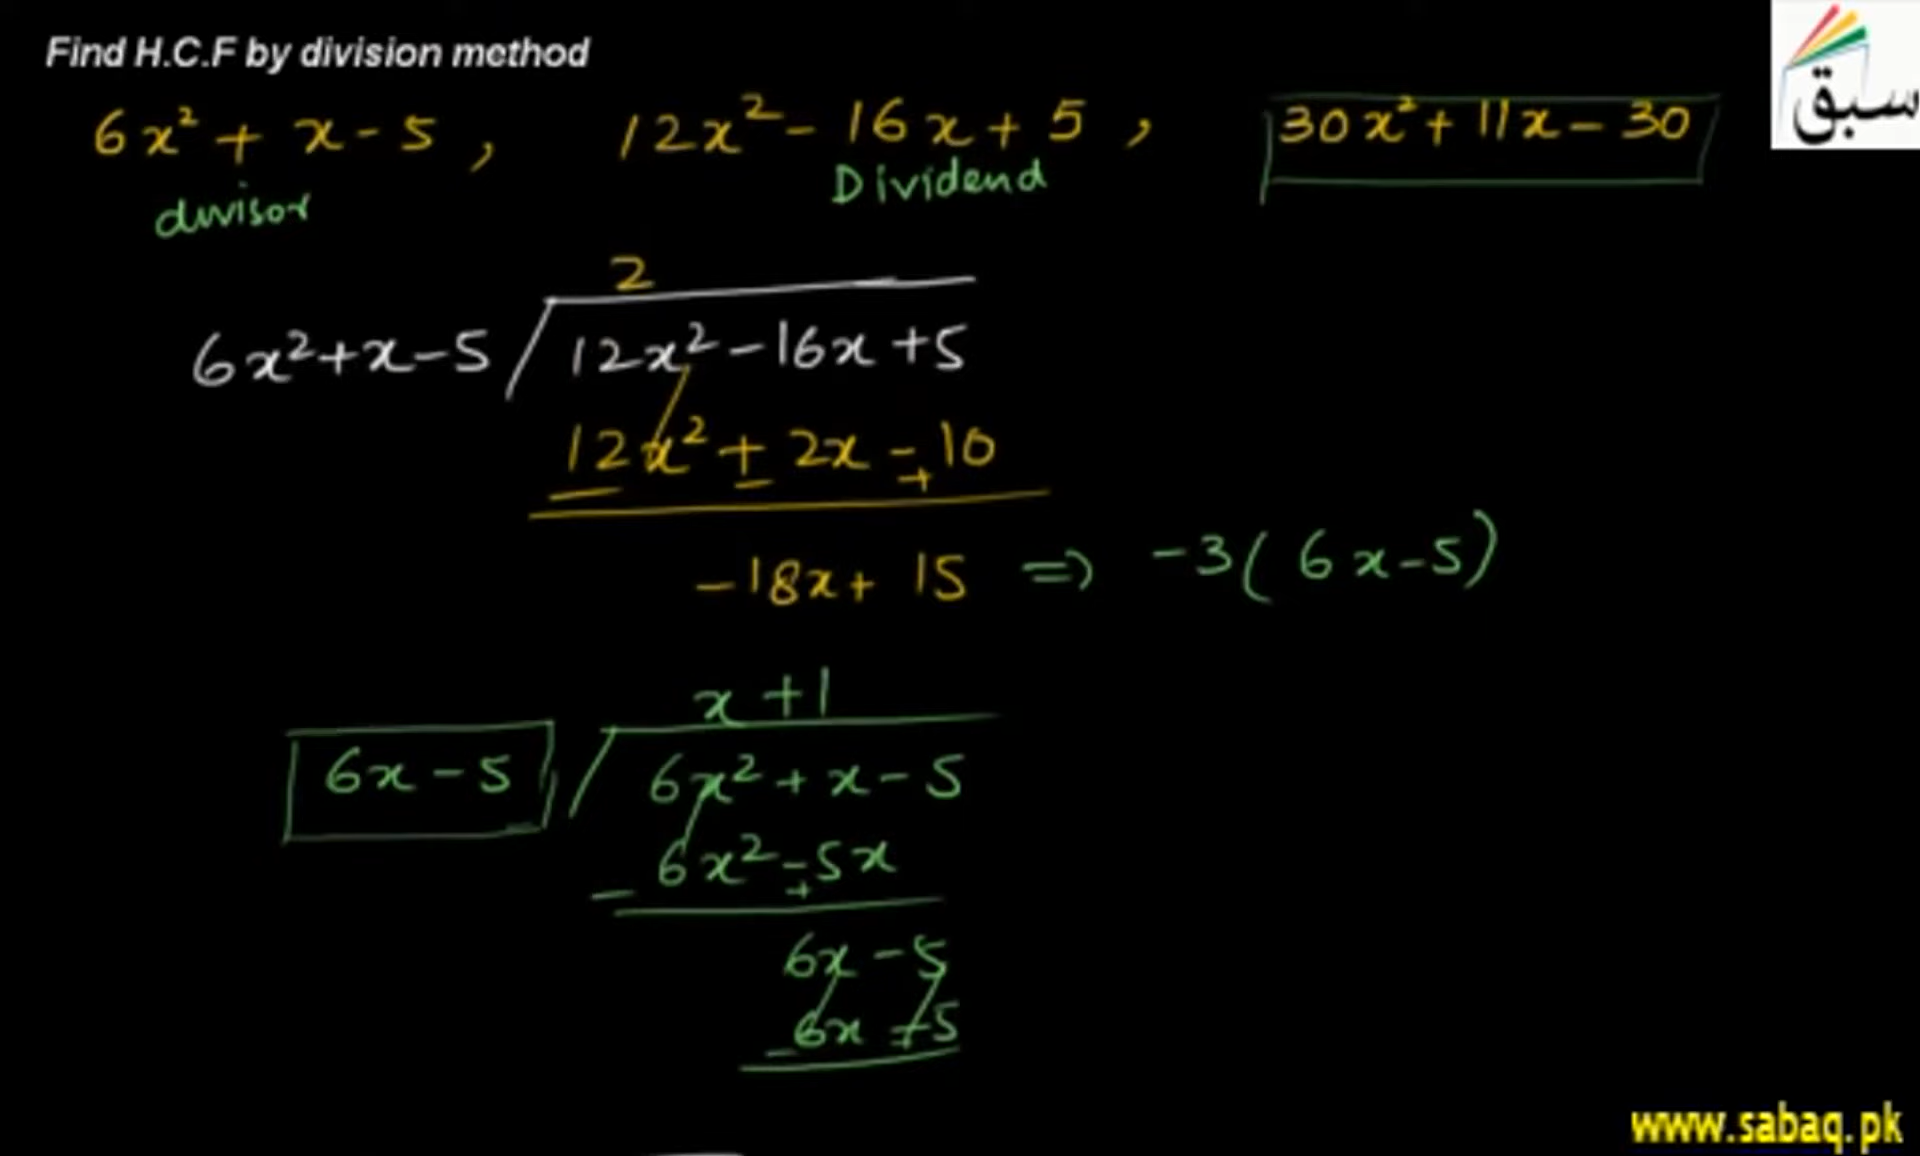 Find H.C.F by division method
سبق
6x² + x - 5 , 12x² - 16x + 5 , 30x² + 11x - 30
divisor Dividend
2
6x² + x - 5 / 12x² - 16x + 5
12x² + 2x - 10
- - +
-18x + 15 => -3(6x - 5)
x + 1
6x - 5 / 6x² + x - 5
6x² - 5x
- +
6x - 5
- 6x + 5
www.sabaq.pk